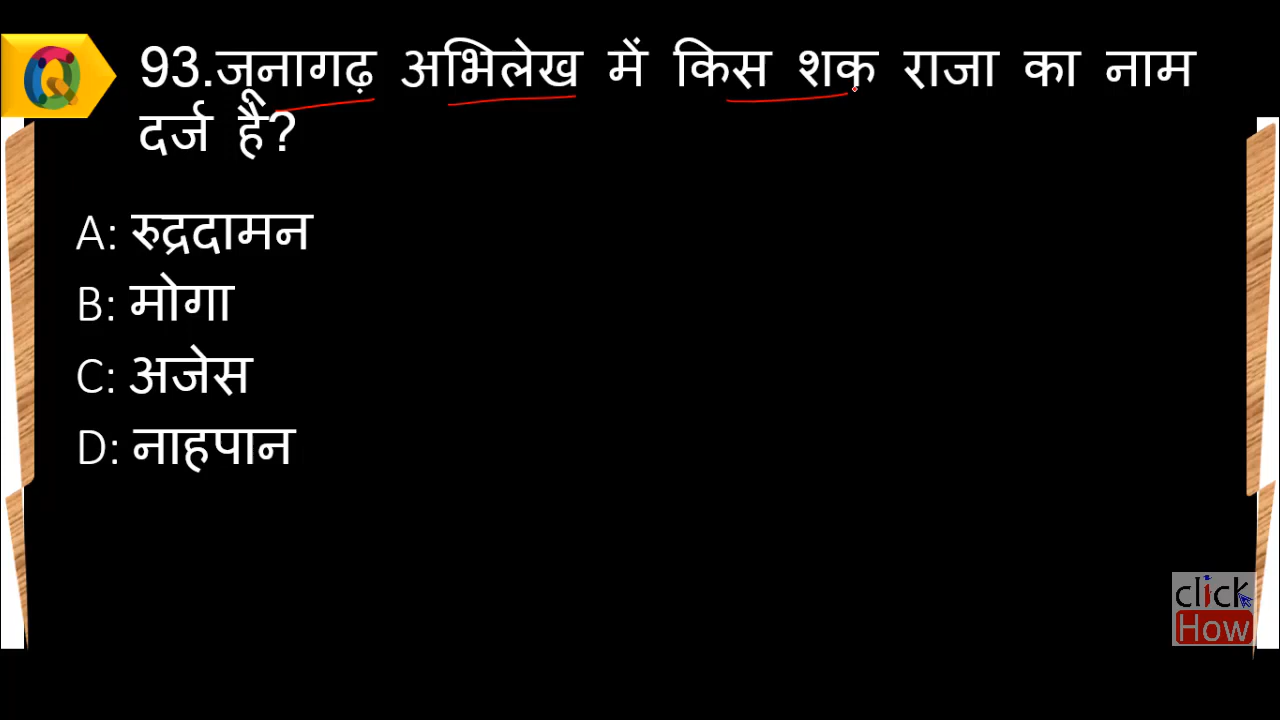 93.जूनागढ़ अभिलेख में किस शक़ राजा का नाम
दर्ज है?
A: रुद्रदामन
B: मोगा
C: अजेस
D: नाहपान
click
How